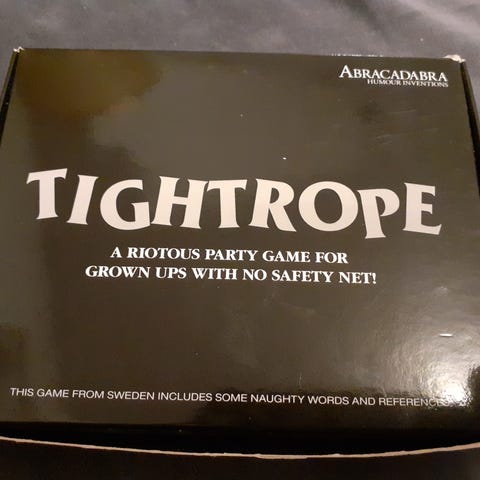 ABRACADABRA
HUMOUR INVENTIONS
TIGHTROPE
A RIOTOUS PARTY GAME FOR
GROWN UPS WITH NO SAFETY NET!
THIS GAME FROM SWEDEN INCLUDES SOME NAUGHTY WORDS AND REFERENCES